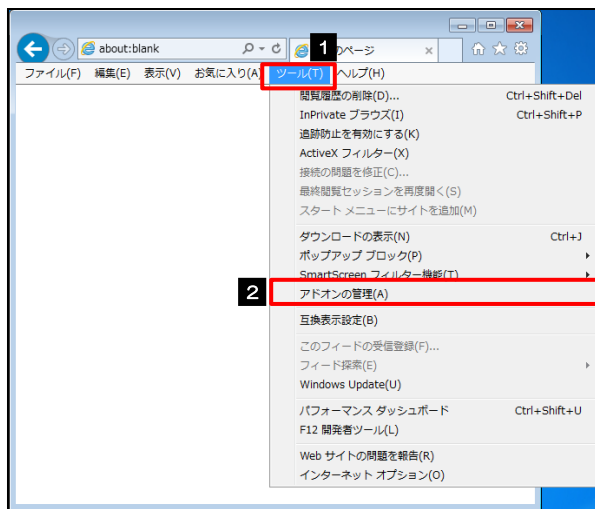 about:blank
1
のページ
ファイル(F) 編集(E) 表示(V) お気に入り(A) ツール(T) ヘルプ(H)
閲覧履歴の削除(D)... Ctrl+Shift+Del
InPrivate ブラウズ(I) Ctrl+Shift+P
追跡防止を有効にする(K)
ActiveX フィルター(X)
接続の問題を修正(C)...
最終閲覧セッションを再度開く(S)
スタート メニューにサイトを追加(M)
ダウンロードの表示(N) Ctrl+J
ポップアップ ブロック(P)
SmartScreen フィルター機能(T)
2
アドオンの管理(A)
互換表示設定(B)
このフィードの受信登録(F)...
フィード探索(E)
Windows Update(U)
パフォーマンス ダッシュボード Ctrl+Shift+U
F12 開発者ツール(L)
Web サイトの問題を報告(R)
インターネット オプション(O)